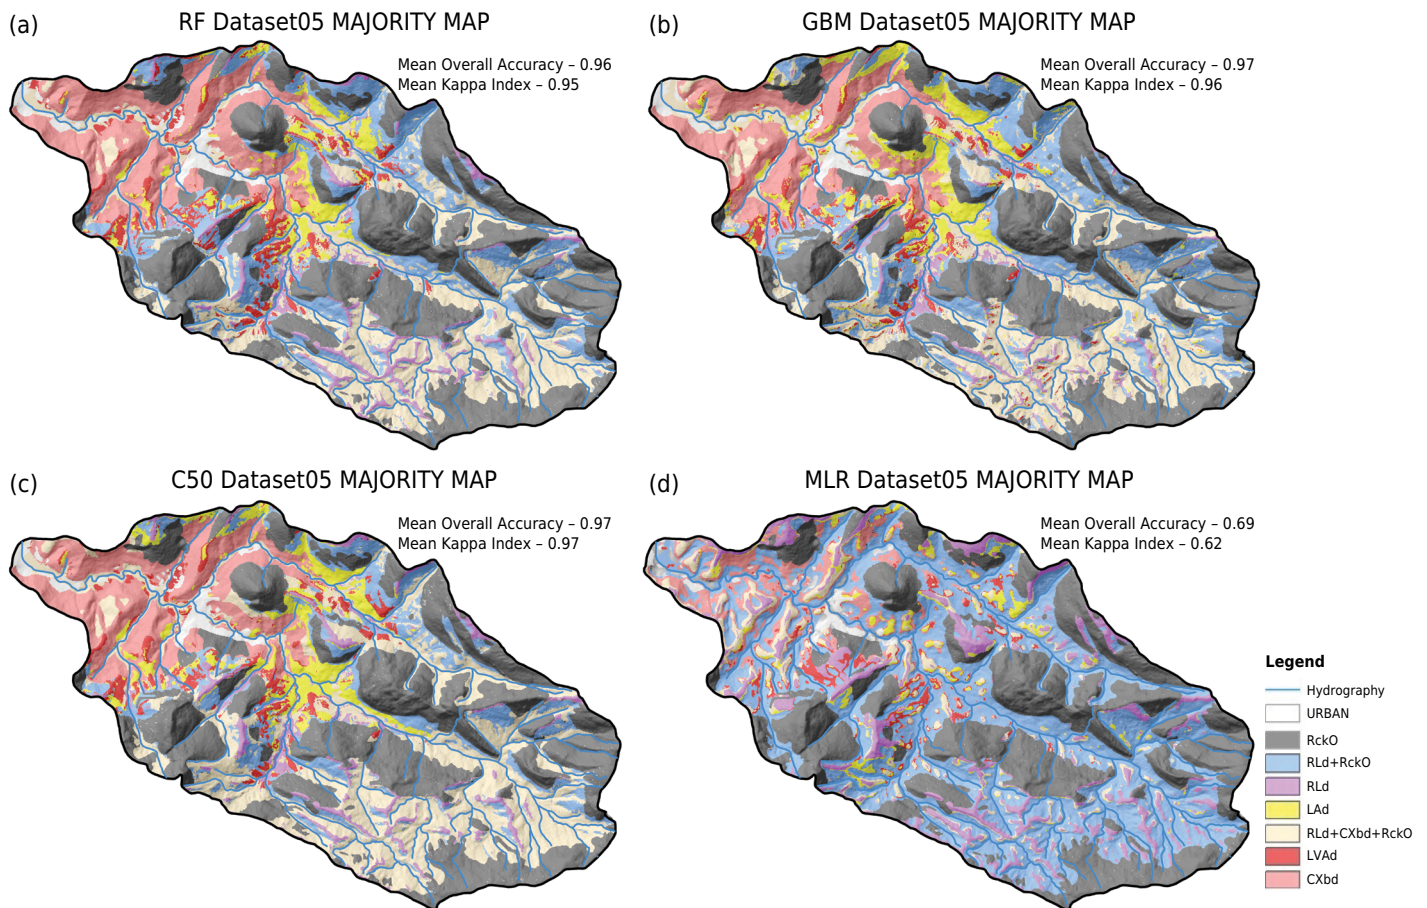 (a)
RF Dataset05 MAJORITY MAP
Mean Overall Accuracy – 0.96
Mean Kappa Index – 0.95
(b)
GBM Dataset05 MAJORITY MAP
Mean Overall Accuracy – 0.97
Mean Kappa Index – 0.96
(c)
C50 Dataset05 MAJORITY MAP
Mean Overall Accuracy – 0.97
Mean Kappa Index – 0.97
(d)
MLR Dataset05 MAJORITY MAP
Mean Overall Accuracy – 0.69
Mean Kappa Index – 0.62
Legend
Hydrography
URBAN
RckO
RLd+RckO
RLd
LAd
RLd+CXbd+RckO
LVAd
CXbd